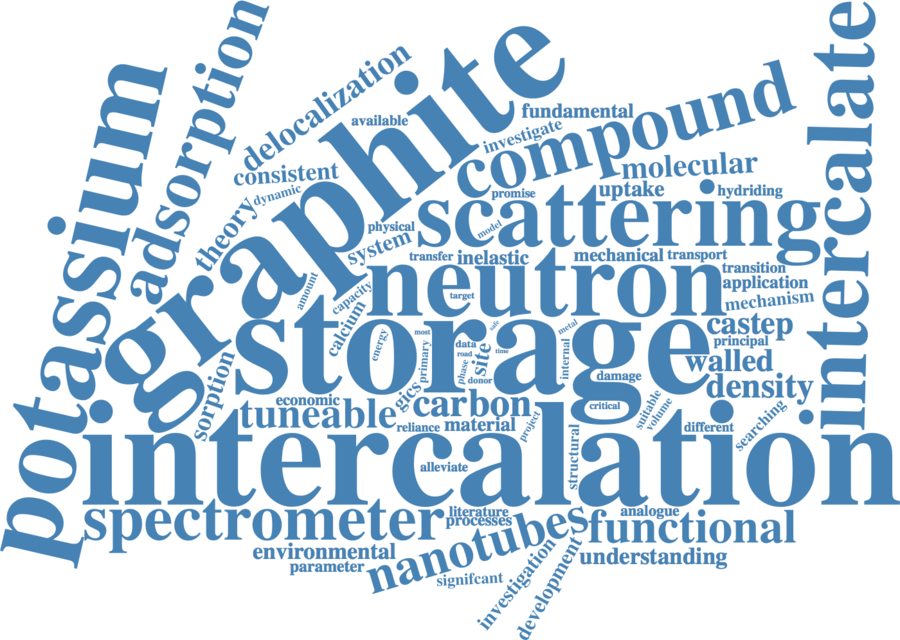 potassium
adsorption
delocalization
graphite
available
fundamental
investigate
compound
intercalate
consistent
dynamic
theory
molecular
promise
uptake
hydriding
physical
model
scattering
system
transfer
inelastic
mechanical
transport
amount
capacity
neutron
target
transition
application
mechanism
calcium
energy
storage
most
primary
data
road
phase
site
safe
time
donor
metal
internal
damage
castep
principal
walled
density
sorption
economic
tuneable
gics
carbon
reliance
material
project
critical
suitable
volume
different
searching
structural
intercalation
alleviate
spectrometer
literature
processes
nanotubes
analogue
functional
environmental
parameter
signifcant
investigation
development
understanding